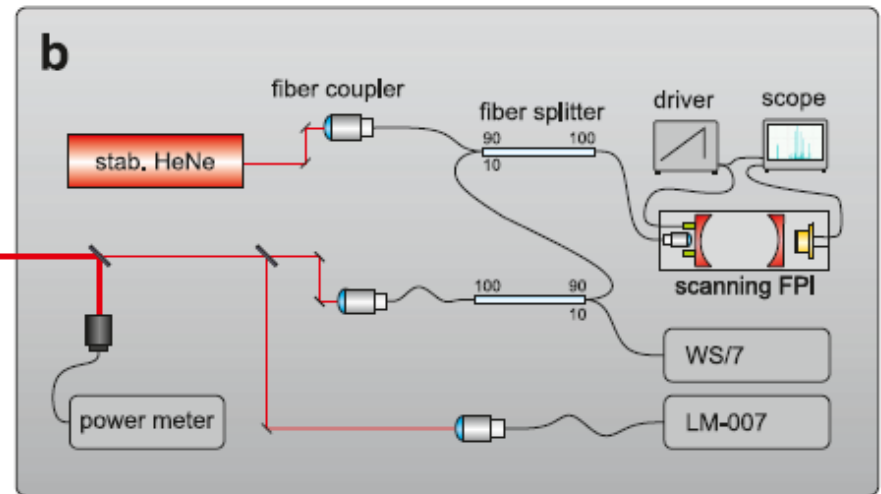 b
fiber coupler
fiber splitter
driver
scope
90
100
10
stab. HeNe
scanning FPI
100
90
10
WS/7
power meter
LM-007